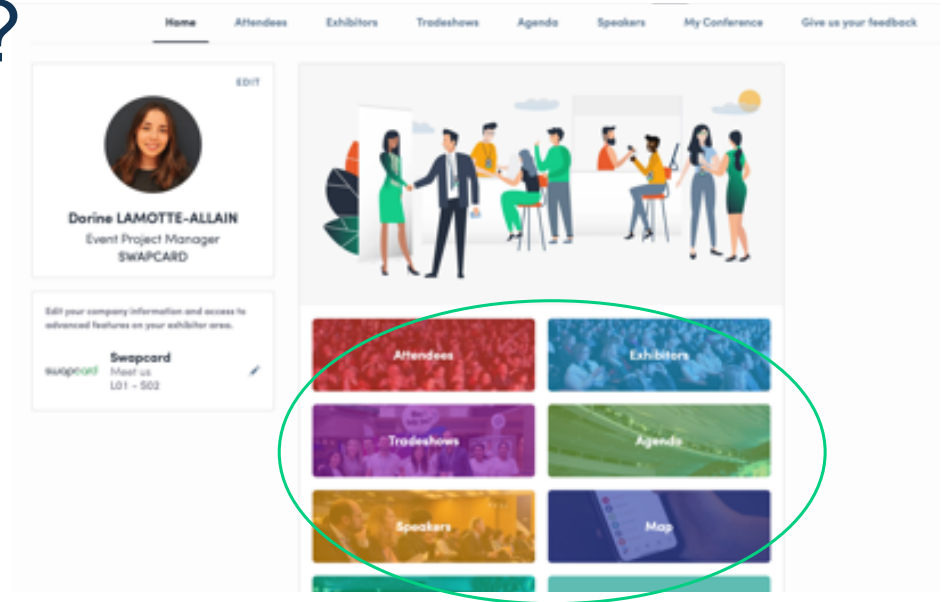 ?
Home Attendees Exhibitors Tradeshows Agenda Speakers My Conference Give us your feedback
EDIT
Dorine LAMOTTE-ALLAIN
Event Project Manager
SWAPCARD
Edit your company information and access to
advanced features on your exhibitor area.
swapcard
Swapcard
Meet us
L01 - S02
Attendees
Exhibitors
Tradeshows
Agenda
Speakers
Map